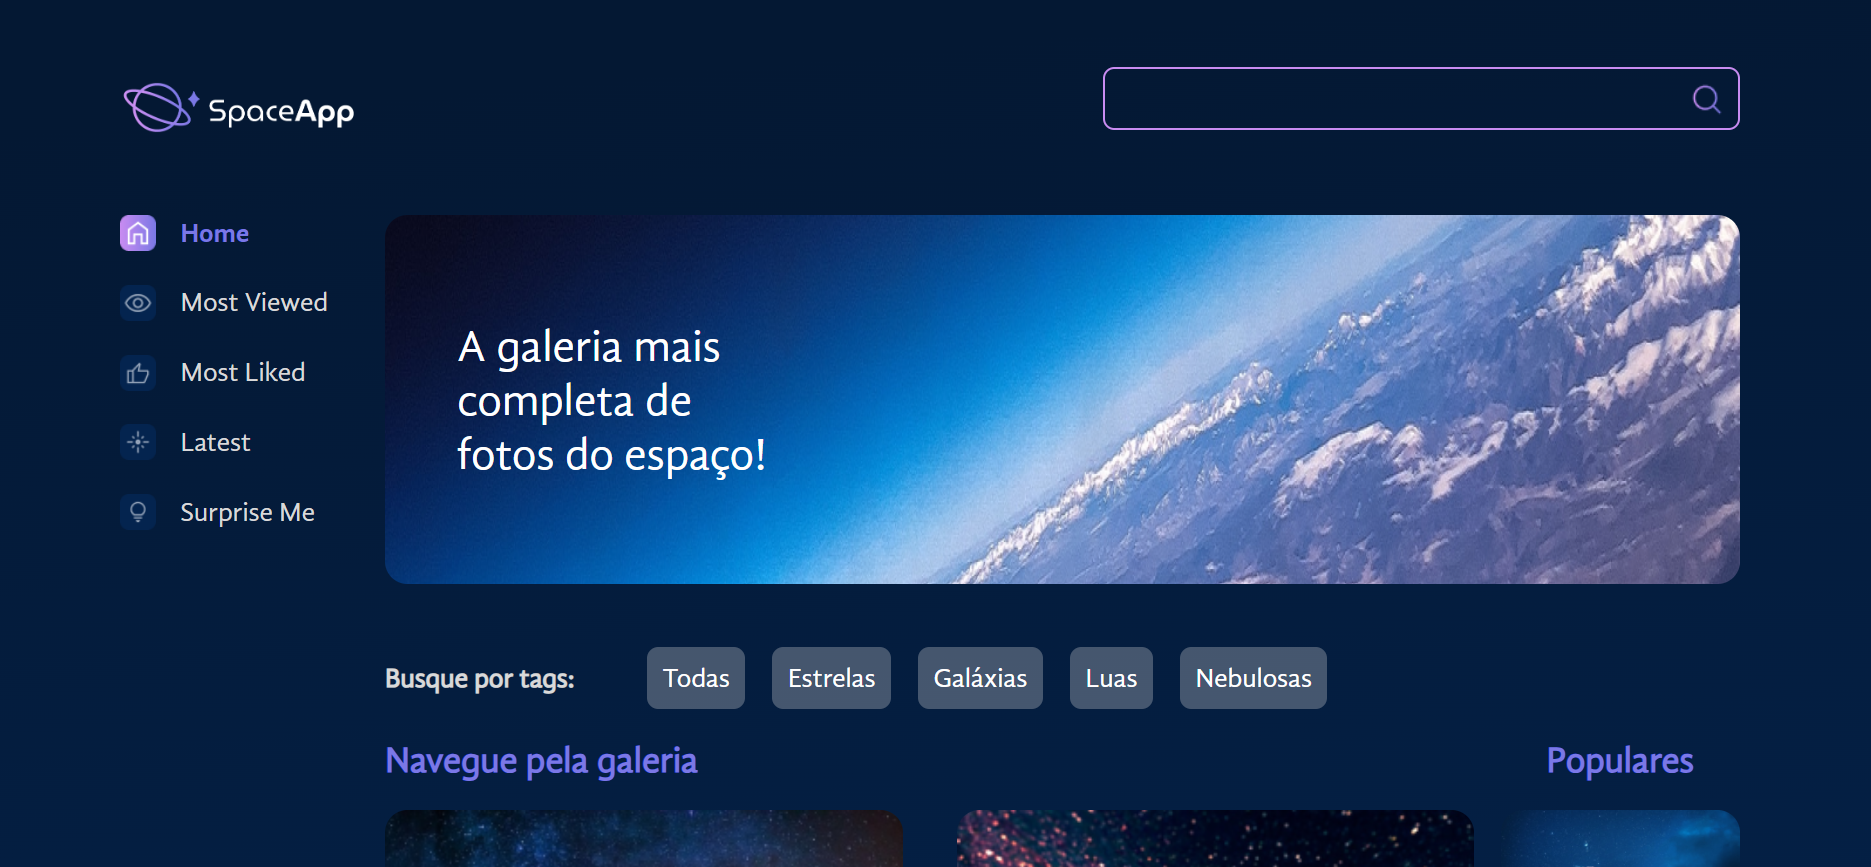 SpaceApp
Home
Most Viewed
Most Liked
Latest
Surprise Me
A galeria mais
completa de
fotos do espaço!
Busque por tags:
Todas
Estrelas
Galáxias
Luas
Nebulosas
Navegue pela galeria
Populares